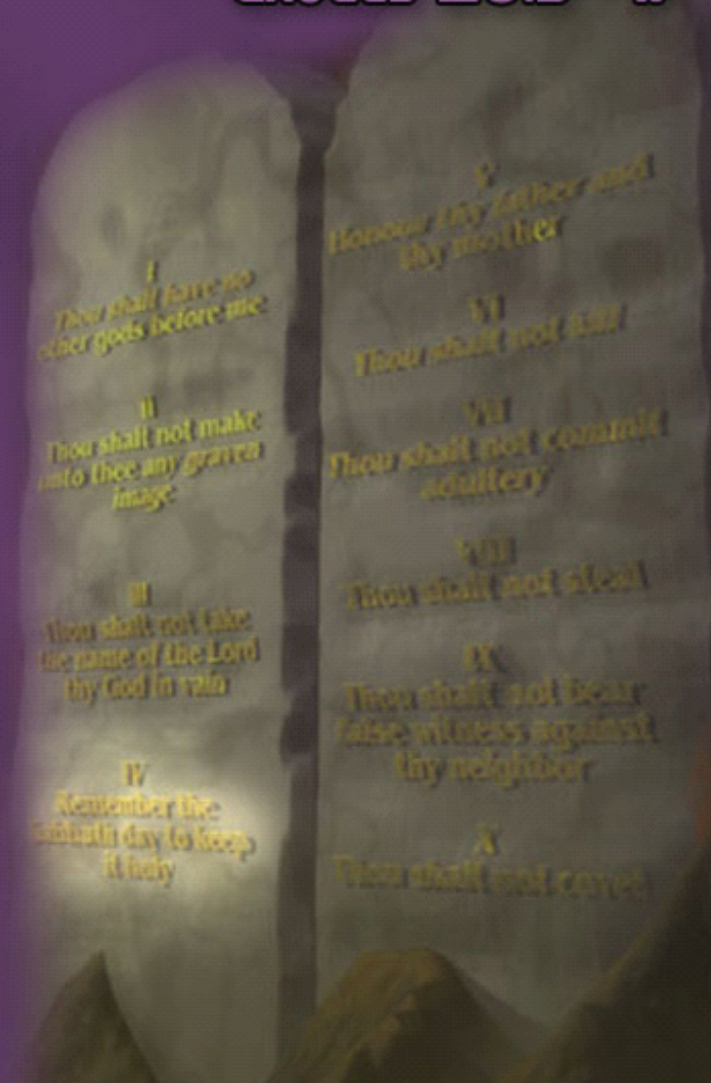 I
Thou shalt have no
other gods before me
II
Thou shalt not make
unto thee any graven
image
III
Thou shalt not take
the name of the Lord
thy God in vain
IV
Remember the
Sabbath day to keep
it holy
V
Honour thy father and
thy mother
VI
Thou shalt not kill
VII
Thou shalt not commit
adultery
VIII
Thou shalt not steal
IX
Thou shalt not bear
false witness against
thy neighbor
X
Thou shalt not covet